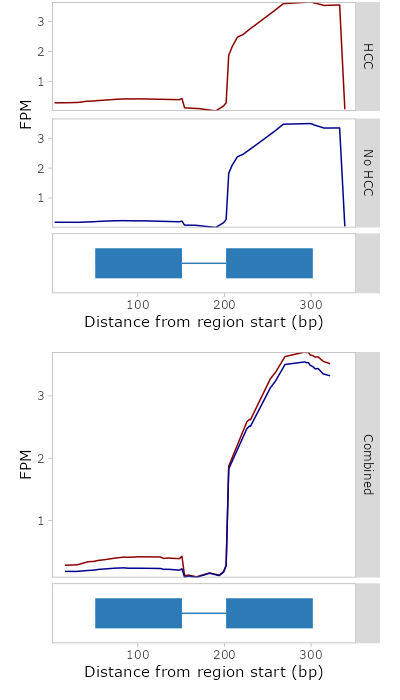 3
2
1
HCC
FPM
3
2
1
No HCC
100
200
300
Distance from region start (bp)
3
2
1
FPM
Combined
100
200
300
Distance from region start (bp)